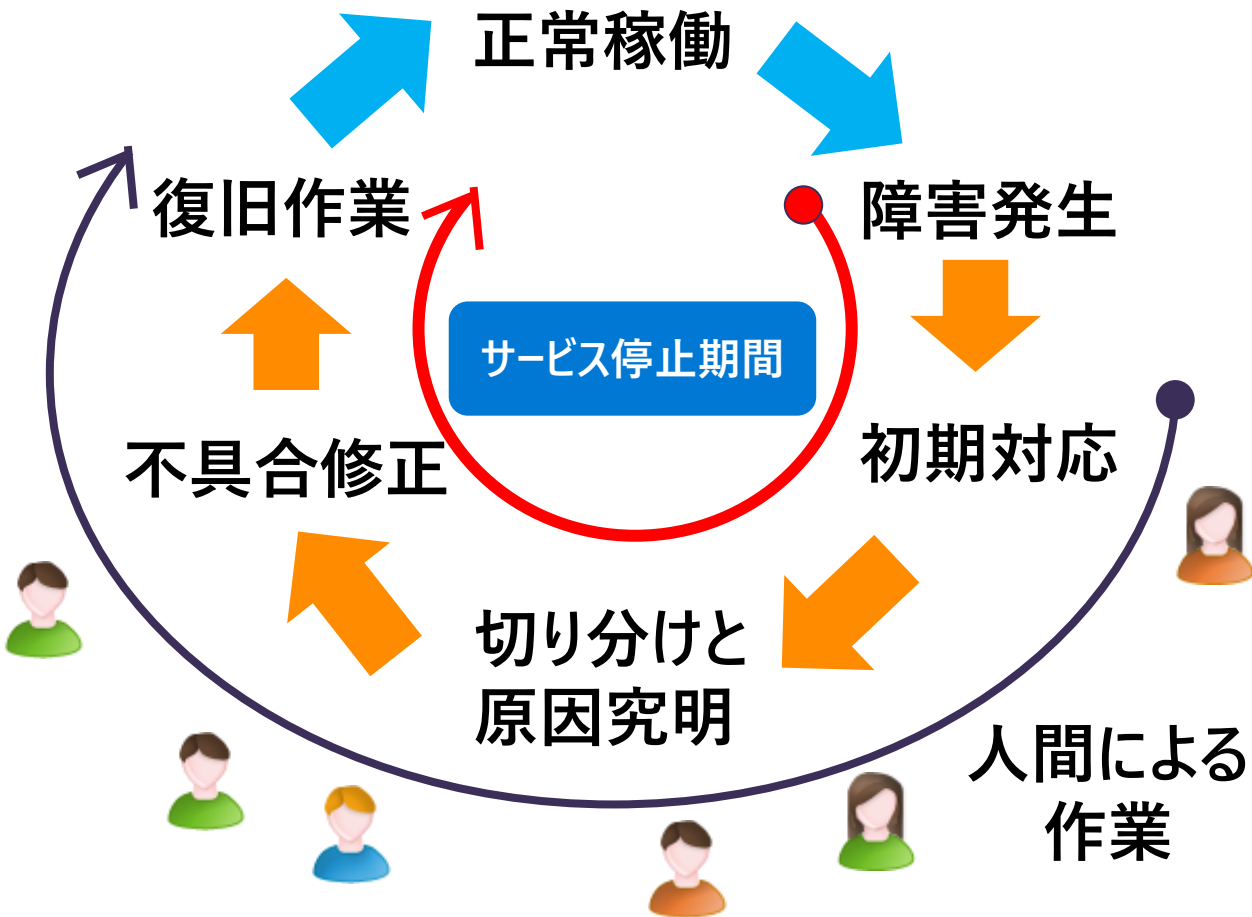 正常稼働
障害発生
初期対応
切り分けと
原因究明
不具合修正
復旧作業
サービス停止期間
人間による
作業